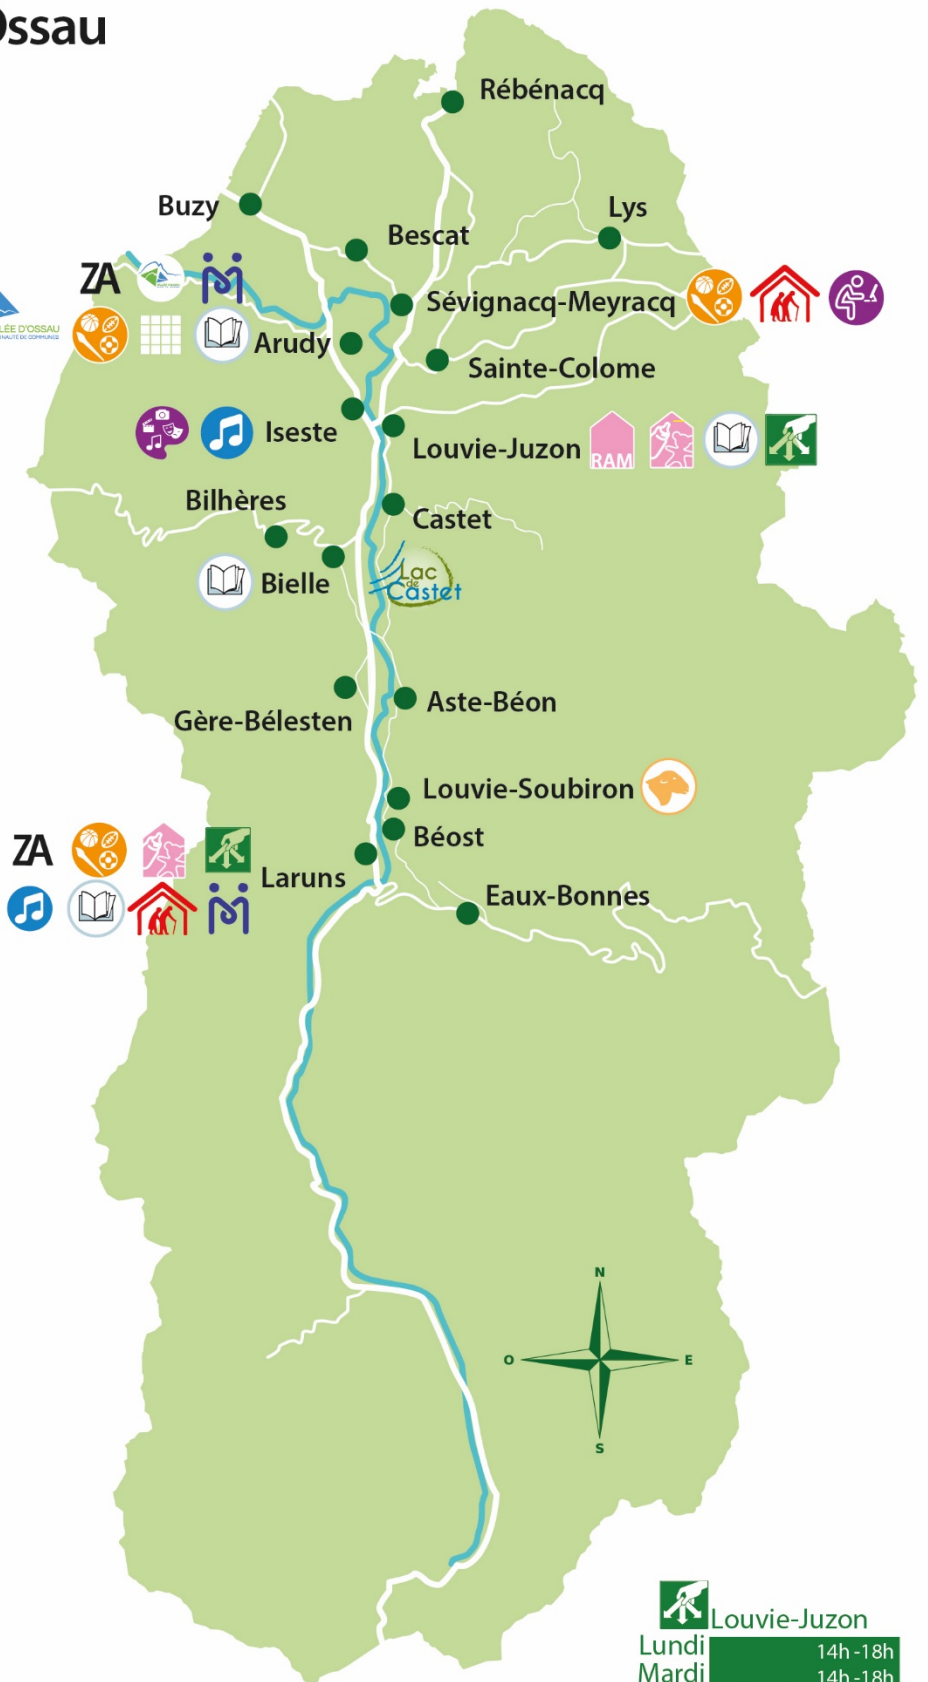 Ossau
Rébénacq
Buzy
Lys
Bescat
ZA
Sévignacq-Meyracq
LÉE D'OSSAU
Arudy
Sainte-Colome
Iseste
Louvie-Juzon
RAM
Bilhères
Castet
Bielle
Lac
de
Castet
Aste-Béon
Gère-Bélesten
Louvie-Soubiron
Béost
ZA
Laruns
Eaux-Bonnes
N
O
E
S
Louvie-Juzon
Lundi 14h -18h
Mardi 14h -18h